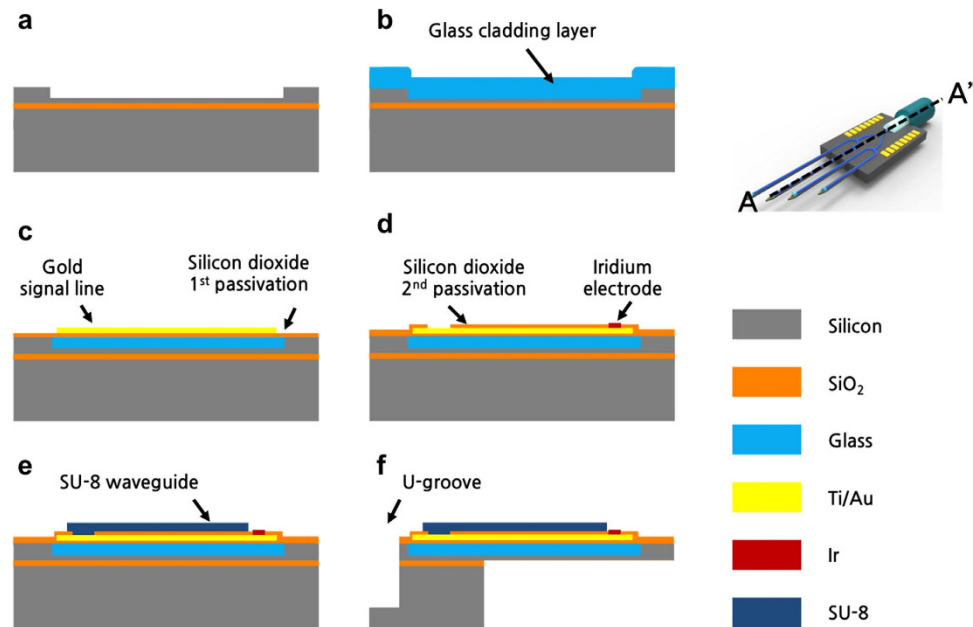 a
b
Glass cladding layer
A'
A
c
Gold
signal line
Silicon dioxide
1st passivation
d
Silicon dioxide
2nd passivation
Iridium
electrode
Silicon
SiO₂
Glass
Ti/Au
Ir
SU-8
e
SU-8 waveguide
f
U-groove